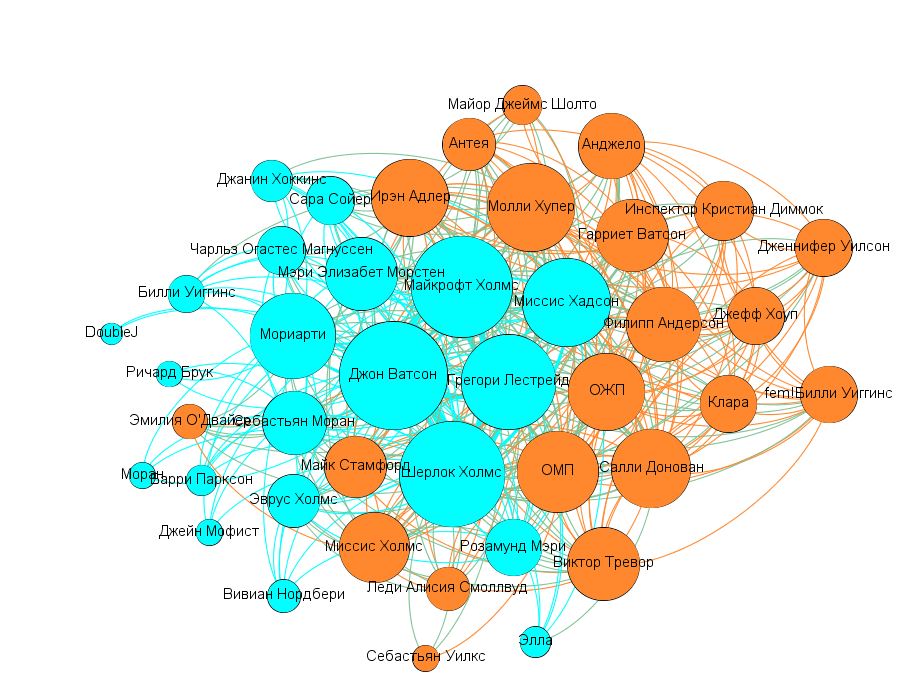 Майор Джеймс Шолто
Антея
Анджело
Джанин Хоккинс
Сара Сойер
Ирэн Адлер
Молли Хупер
Инспектор Кристиан Диммок
Гарриет Ватсон
Чарльз Огастес Магнуссен
Дженнифер Уилсон
Мэри Элизабет Морстен
Майкрофт Холмс
Билли Уиггинс
Миссис Хадсон
Джефф Хоуп
Филипп Андерсон
DoubleJ
Мориарти
Ричард Брук
Джон Ватсон
Грегори Лестрейд
ОЖП
fem!Билли Уиггинс
Клара
Эмилия О'Двайер
Себастьян Моран
Майк Стамфорд
Шерлок Холмс
ОМП
Салли Донован
Моран
Барри Парксон
Эврус Холмс
Джейн Мофист
Миссис Холмс
Розамунд Мэри
Виктор Тревор
Леди Алисия Смоллвуд
Вивиан Нордбери
Элла
Себастьян Уилкс